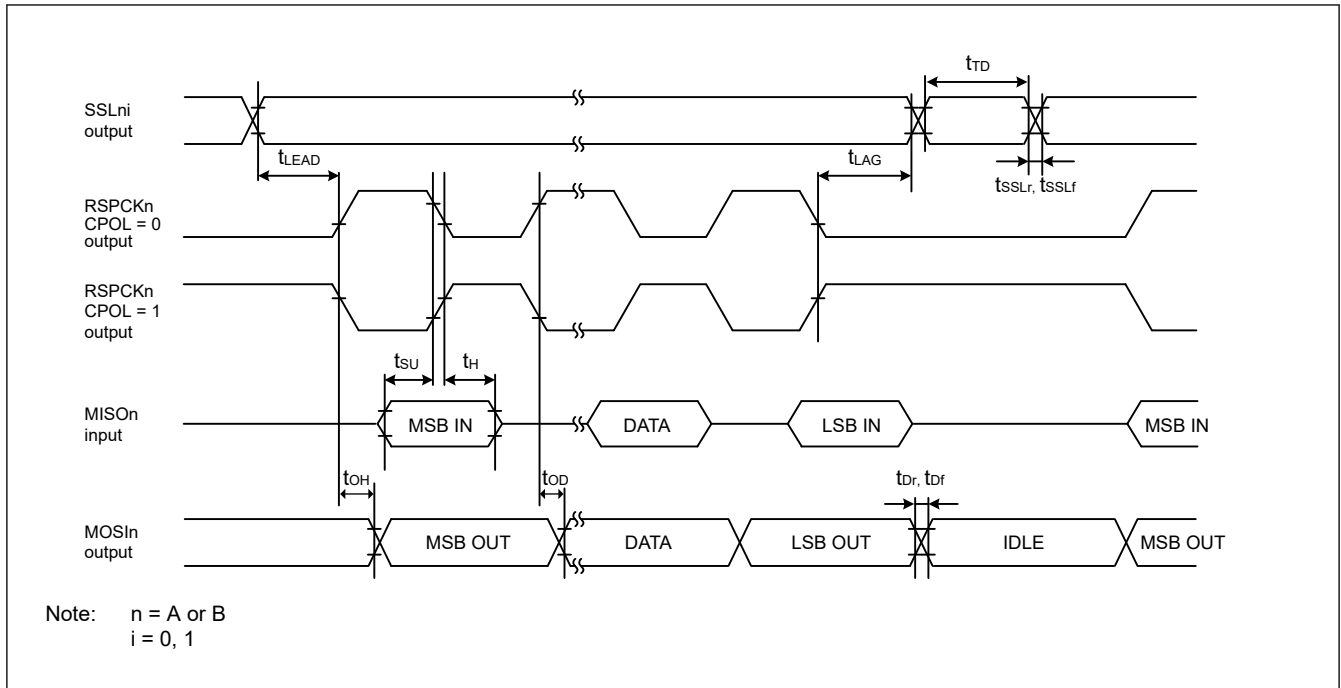 tTD
SSLni
output
tLEAD
tLAG
tSSLr, tSSLf
RSPCKn
CPOL = 0
output
RSPCKn
CPOL = 1
output
tSU
tH
MISOn
input
MSB IN
DATA
LSB IN
MSB IN
tOH
tOD
tDr, tDf
MOSIn
output
MSB OUT
DATA
LSB OUT
IDLE
MSB OUT
Note: n = A or B
i = 0, 1